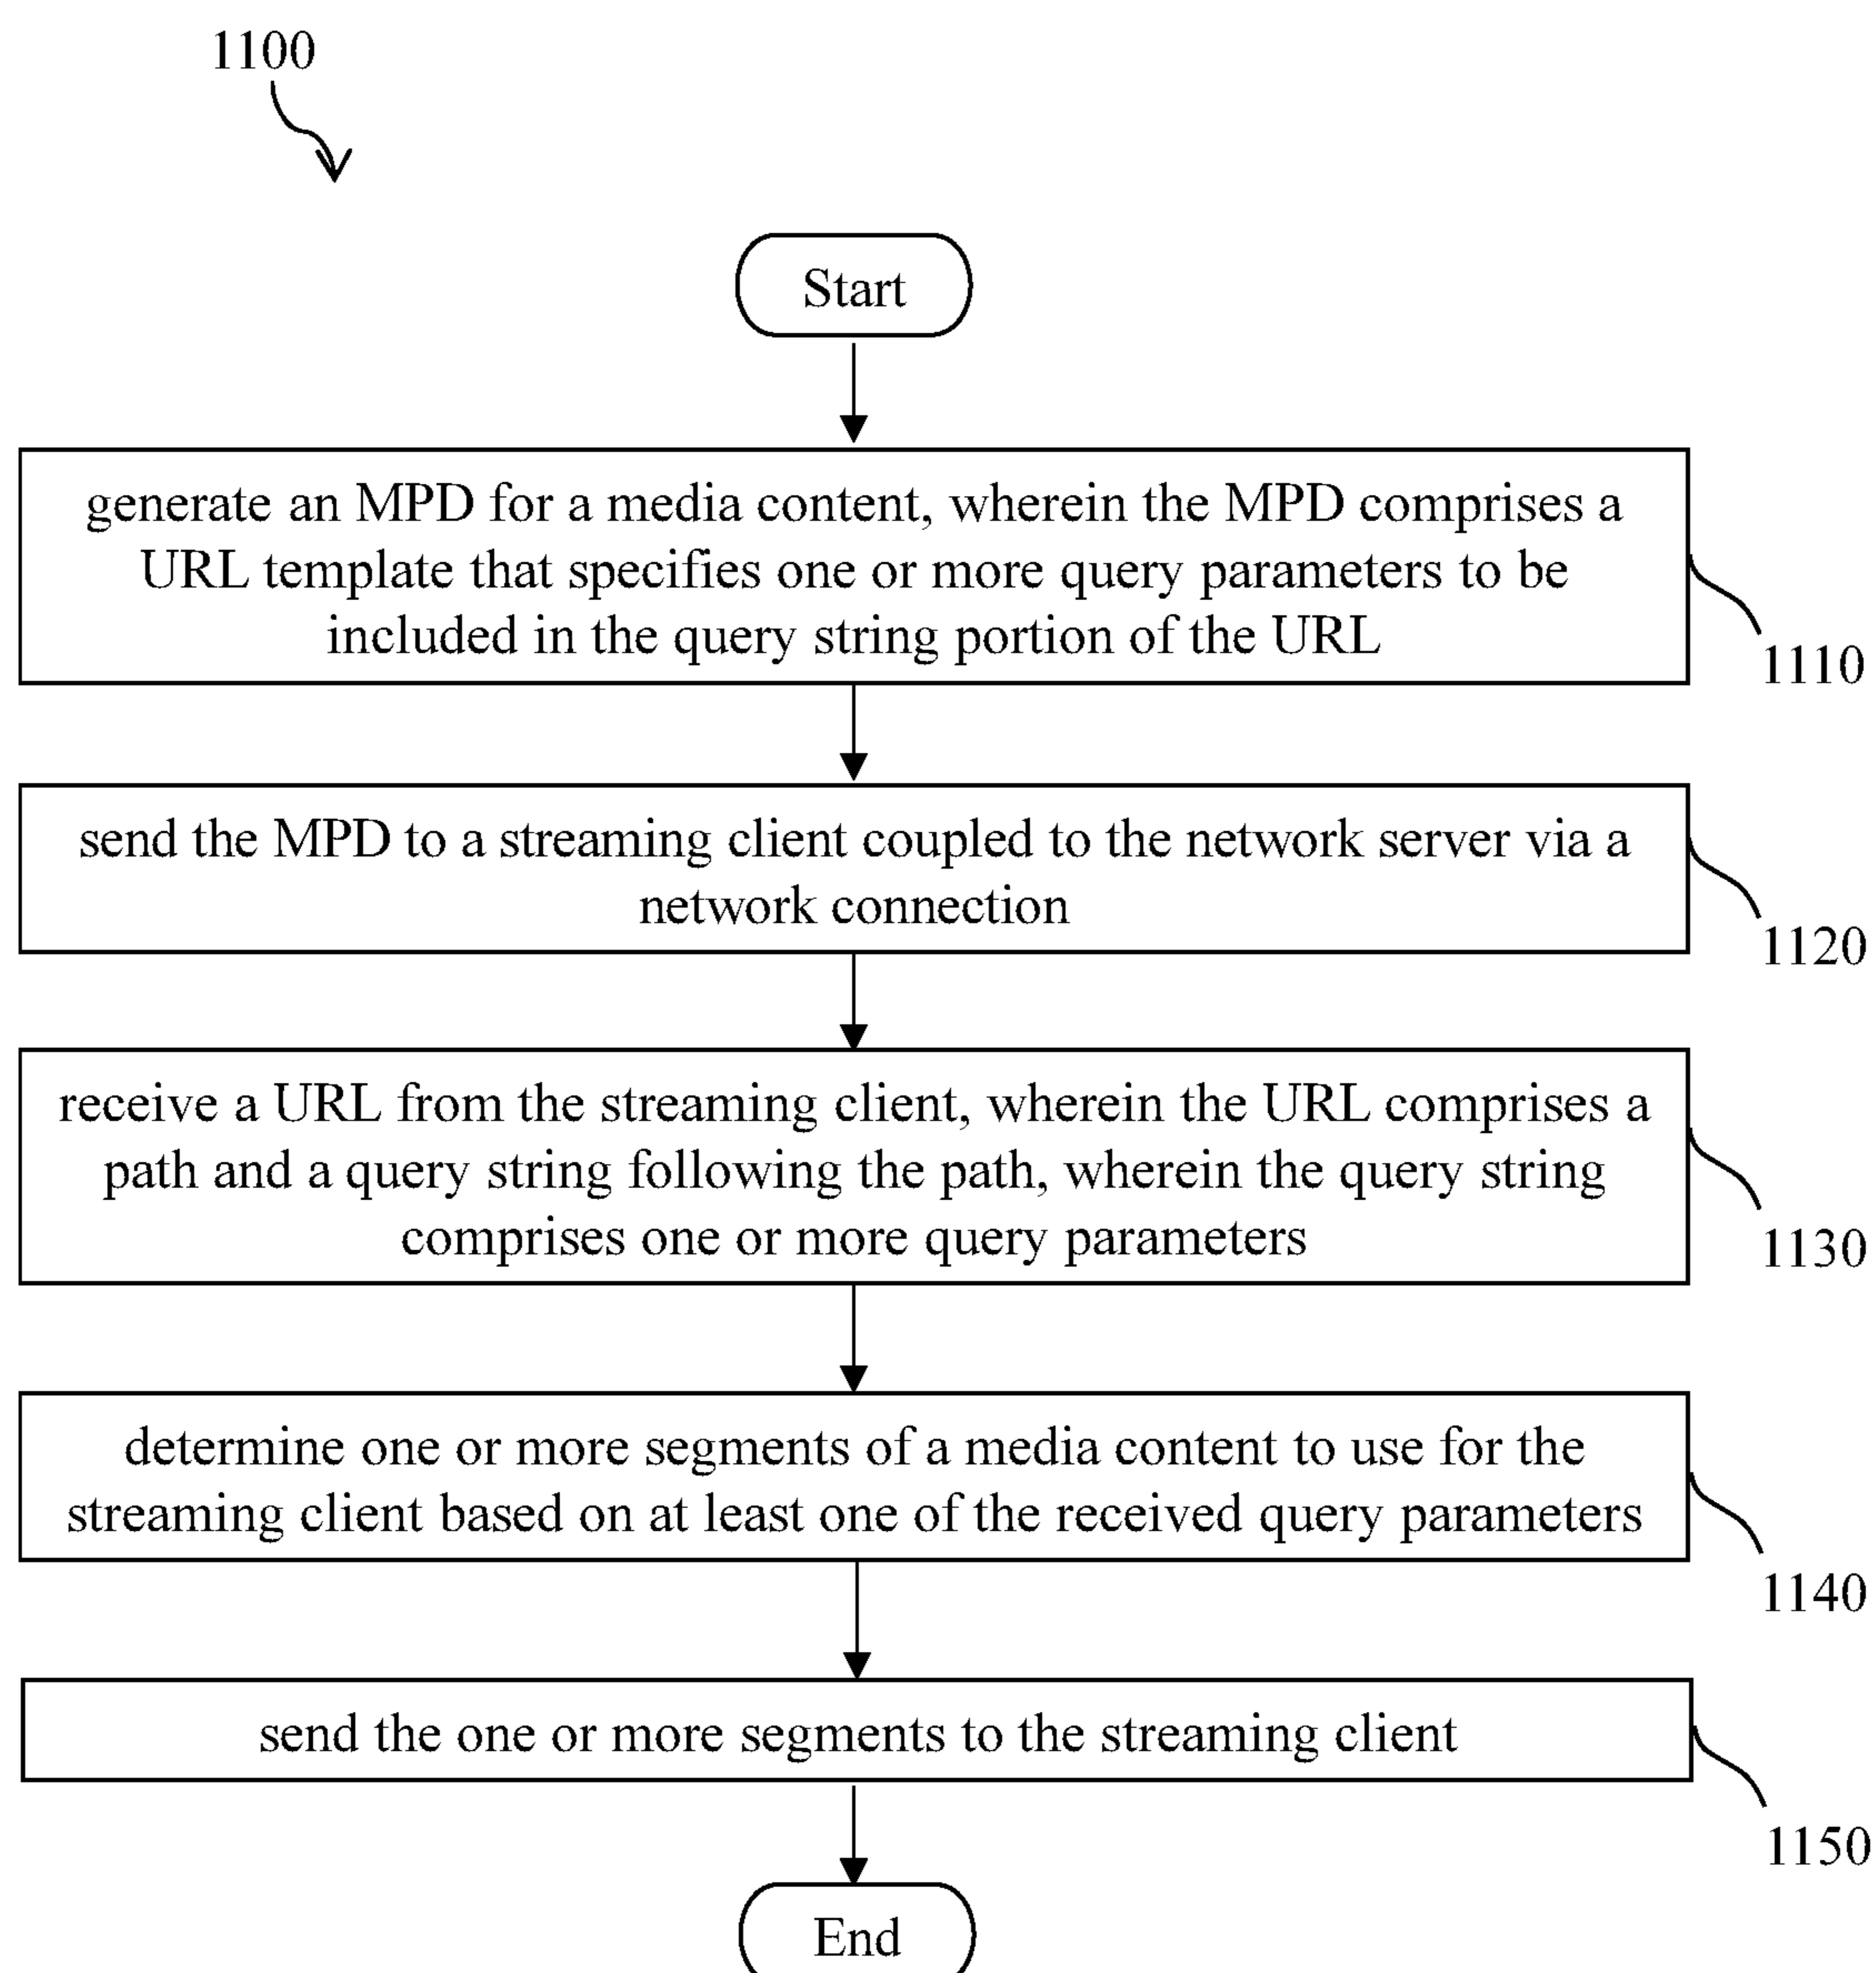 1100
Start
generate an MPD for a media content, wherein the MPD comprises a
URL template that specifies one or more query parameters to be
included in the query string portion of the URL
1110
send the MPD to a streaming client coupled to the network server via a
network connection
1120
receive a URL from the streaming client, wherein the URL comprises a
path and a query string following the path, wherein the query string
comprises one or more query parameters
1130
determine one or more segments of a media content to use for the
streaming client based on at least one of the received query parameters
1140
send the one or more segments to the streaming client
1150
End